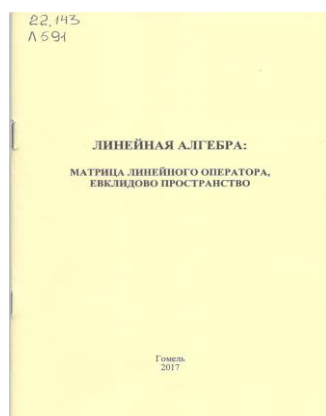 22.143
Л 591
ЛИНЕЙНАЯ АЛГЕБРА:
МАТРИЦА ЛИНЕЙНОГО ОПЕРАТОРА,
ЕВКЛИДОВО ПРОСТРАНСТВО
Гомель
2017